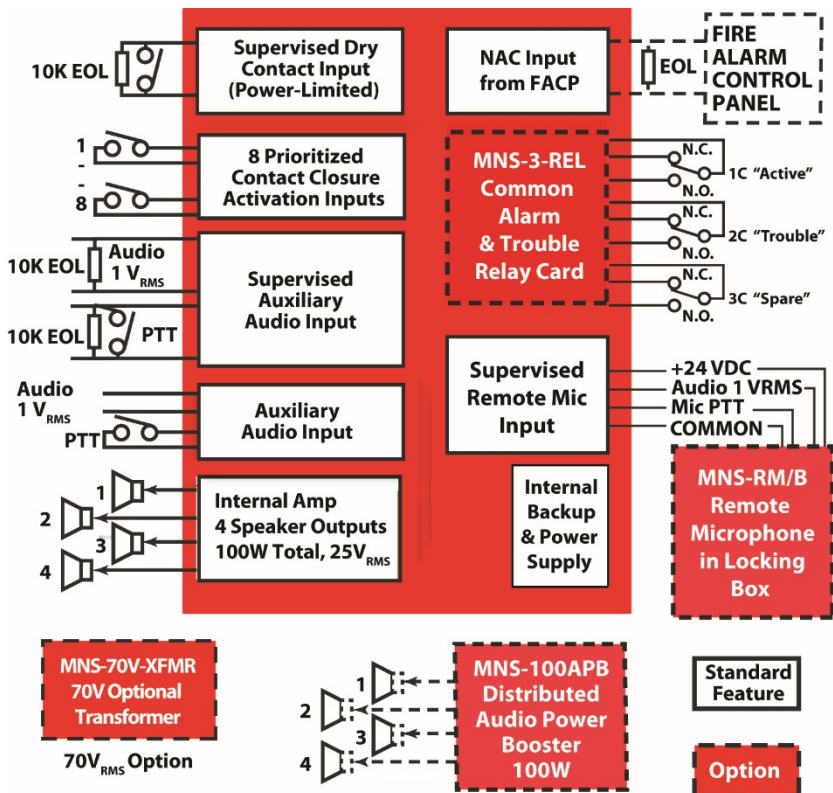 10K EOL
Supervised Dry
Contact Input
(Power-Limited)
1
-
-
8
8 Prioritized
Contact Closure
Activation Inputs
10K EOL
Audio
1 VRMS
10K EOL
PTT
Supervised
Auxiliary
Audio Input
Audio
1 VRMS
PTT
Auxiliary
Audio Input
1
2
3
4
Internal Amp
4 Speaker Outputs
100W Total, 25VRMS
NAC Input
from FACP
EOL
FIRE
ALARM
CONTROL
PANEL
MNS-3-REL
Common
Alarm
& Trouble
Relay Card
N.C.
1C “Active”
N.O.
N.C.
2C “Trouble”
N.O.
N.C.
3C “Spare”
N.O.
Supervised
Remote Mic
Input
+24 VDC
Audio 1 VRMS
Mic PTT
COMMON
MNS-RM/B
Remote
Microphone
in Locking
Box
Internal
Backup
& Power
Supply
MNS-70V-XFMR
70V Optional
Transformer
70VRMS Option
1
2
3
4
MNS-100APB
Distributed
Audio Power
Booster
100W
Standard
Feature
Option